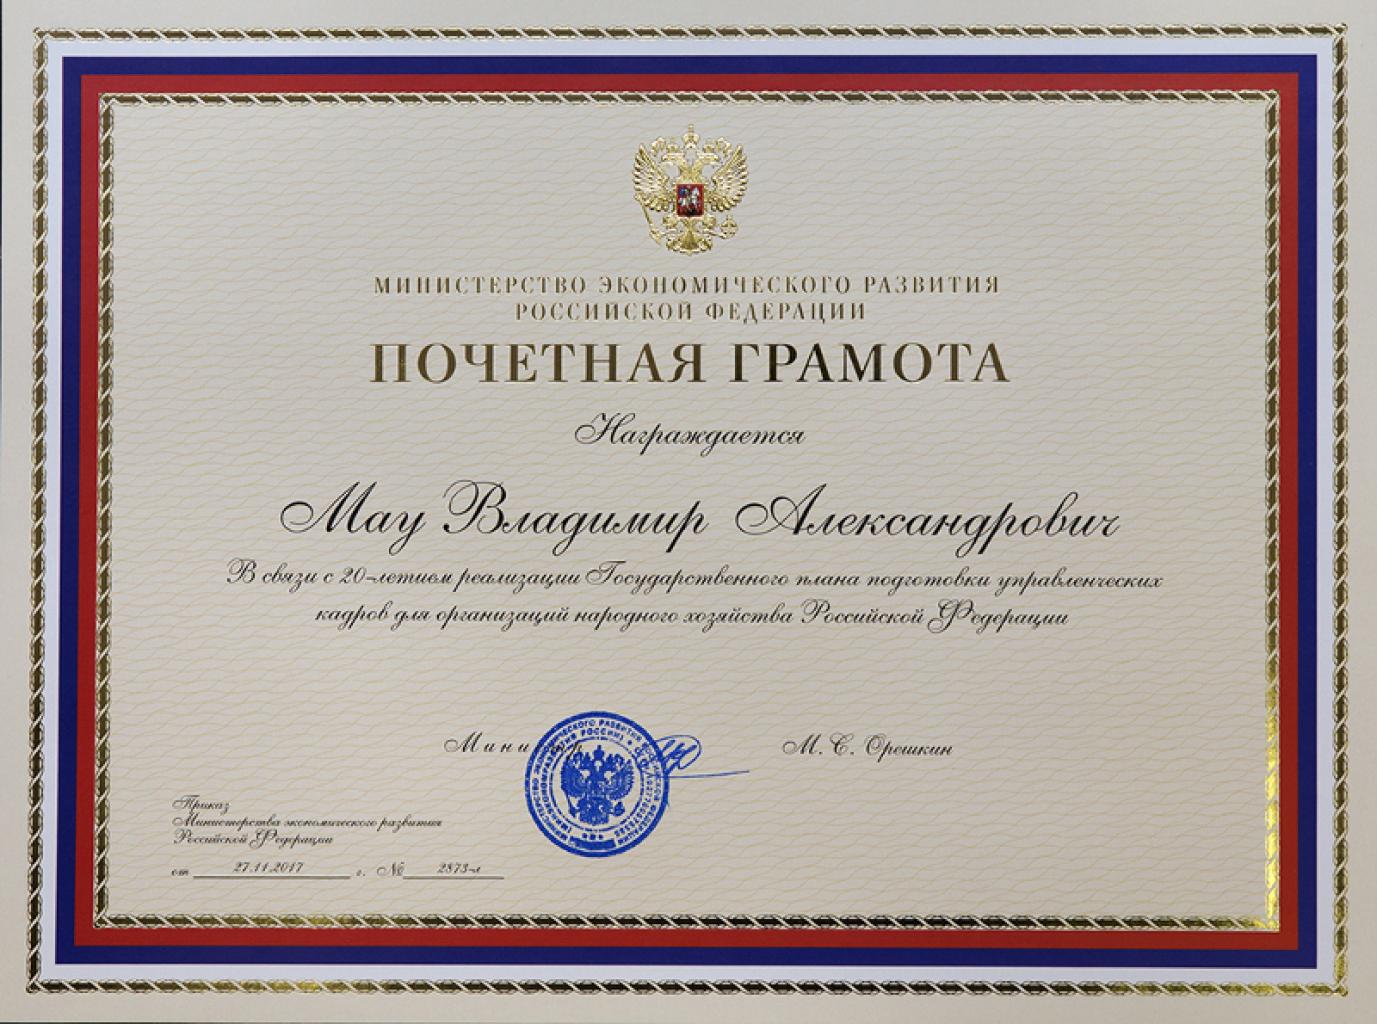 МИНИСТЕРСТВО ЭКОНОМИЧЕСКОГО РАЗВИТИЯ
РОССИЙСКОЙ ФЕДЕРАЦИИ
ПОЧЕТНАЯ ГРАМОТА
Награждается
Мау Владимир Александрович
В связи с 20-летием реализации Государственного плана подготовки управленческих
кадров для организаций народного хозяйства Российской Федерации
Министр М. С. Орешкин
Приказ
Министерства экономического развития
Российской Федерации
от 27.11.2017 г. № 2873-л